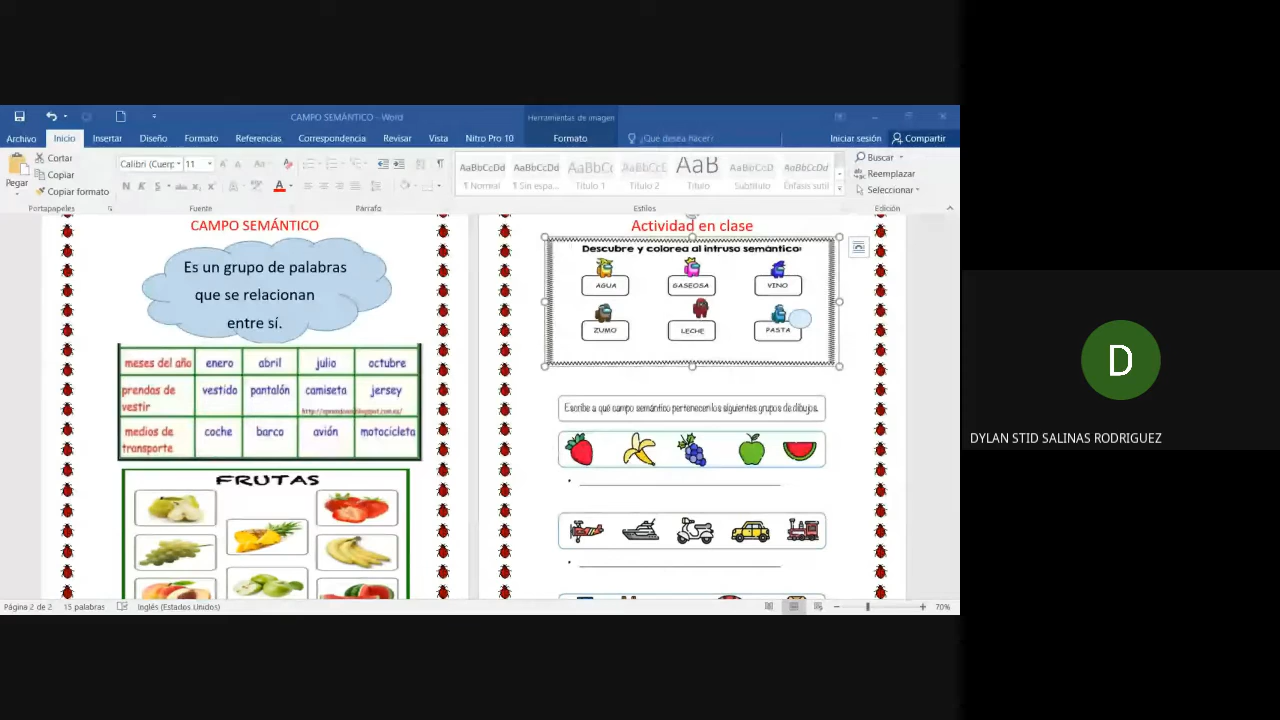 CAMPO SEMÁNTICO - Word
Herramientas de imagen
Archivo Inicio Insertar Diseño Formato Referencias Correspondencia Revisar Vista Nitro Pro 10 Formato ¿Qué desea hacer? Iniciar sesión Compartir
Pegar
Cortar
Copiar
Copiar formato
Portapapeles
Calibri (Cuerp 11
N K S abc
Fuente
Párrafo
AaBbCcDd AaBbCcDd AaBbCc AaBbCcE AaB AaBbCcD AaBbCcDd
1 Normal 1 Sin espa... Título 1 Título 2 Título Subtítulo Énfasis sutil
Estilos
Buscar
Reemplazar
Seleccionar
Edición
CAMPO SEMÁNTICO
Es un grupo de palabras
que se relacionan
entre sí.
meses del año enero abril julio octubre
prendas de vestir vestido pantalón camiseta jersey
medios de transporte coche barco avión motocicleta
FRUTAS
Actividad en clase
Descubre y colorea al intruso semántico:
AGUA GASEOSA VINO
ZUMO LECHE PASTA
Escribe a qué campo semántico pertenecen los siguientes grupos de dibujos.
Página 2 de 2 15 palabras Inglés (Estados Unidos) 70%
D
DYLAN STID SALINAS RODRIGUEZ